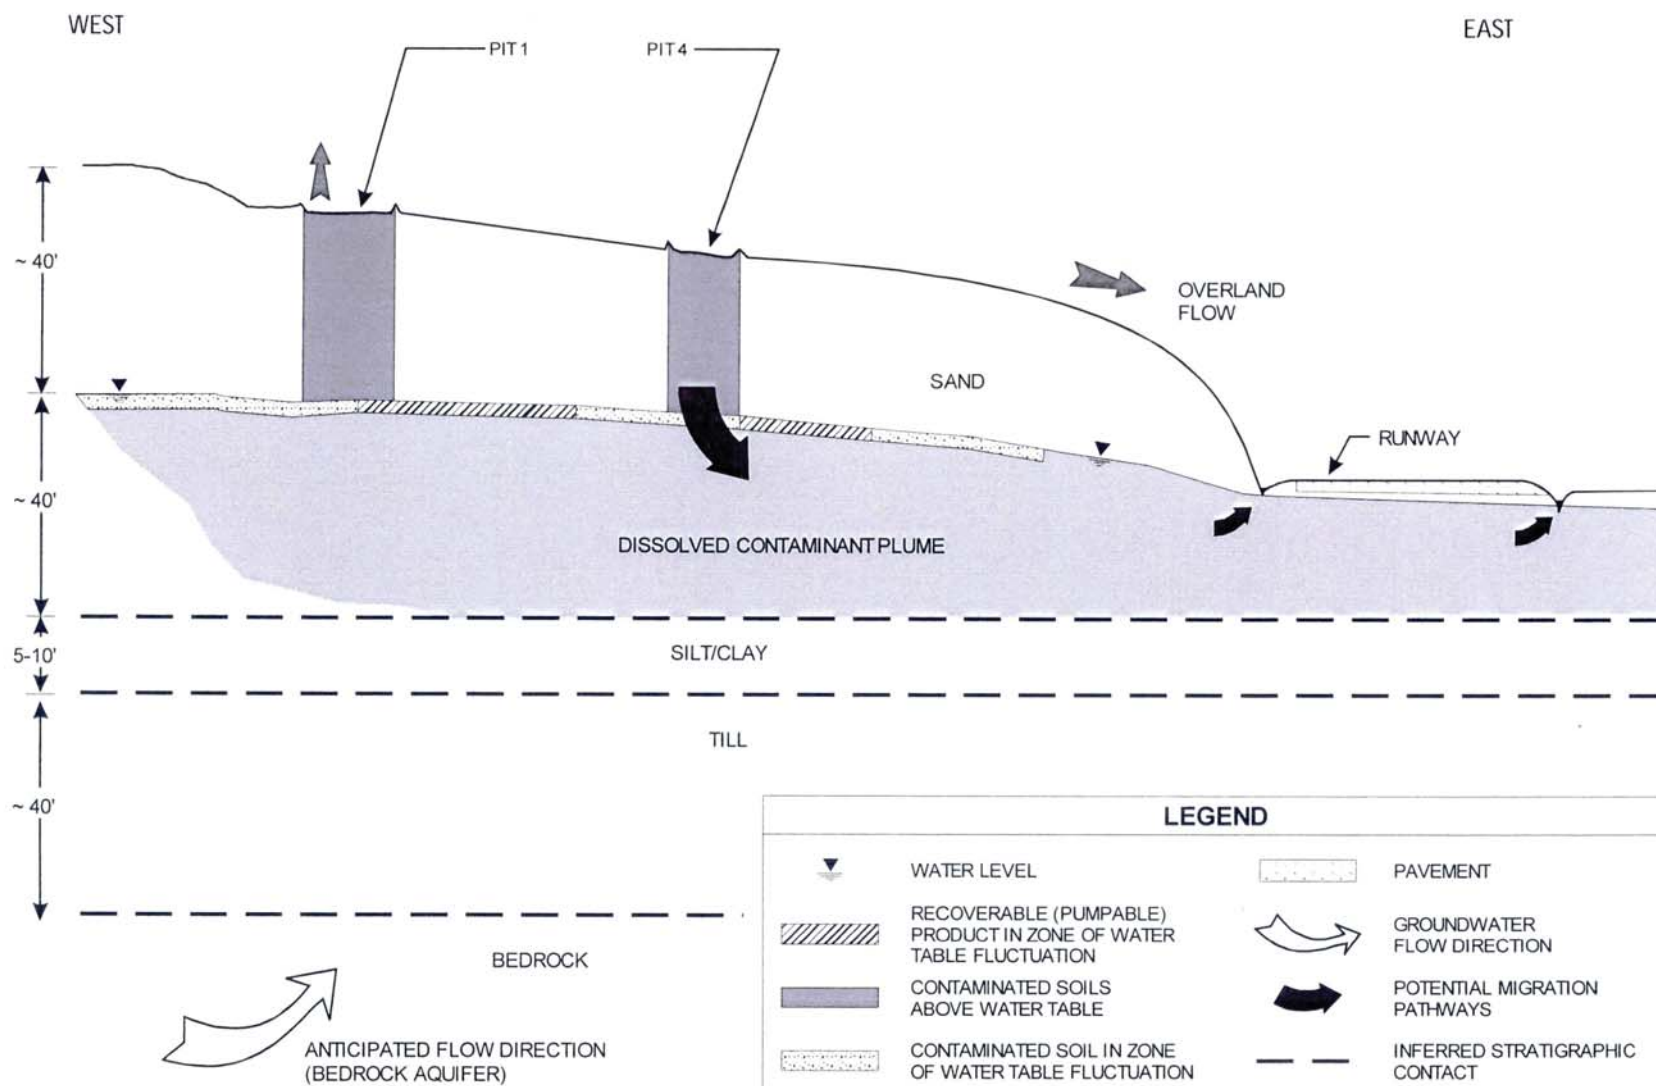 WEST
EAST
PIT 1
PIT 4
~ 40'
OVERLAND
FLOW
SAND
RUNWAY
~ 40'
DISSOLVED CONTAMINANT PLUME
5-10'
SILT/CLAY
TILL
~ 40'
BEDROCK
ANTICIPATED FLOW DIRECTION
(BEDROCK AQUIFER)
LEGEND
WATER LEVEL
RECOVERABLE (PUMPABLE)
PRODUCT IN ZONE OF WATER
TABLE FLUCTUATION
CONTAMINATED SOILS
ABOVE WATER TABLE
CONTAMINATED SOIL IN ZONE
OF WATER TABLE FLUCTUATION
PAVEMENT
GROUNDWATER
FLOW DIRECTION
POTENTIAL MIGRATION
PATHWAYS
INFERRED STRATIGRAPHIC
CONTACT